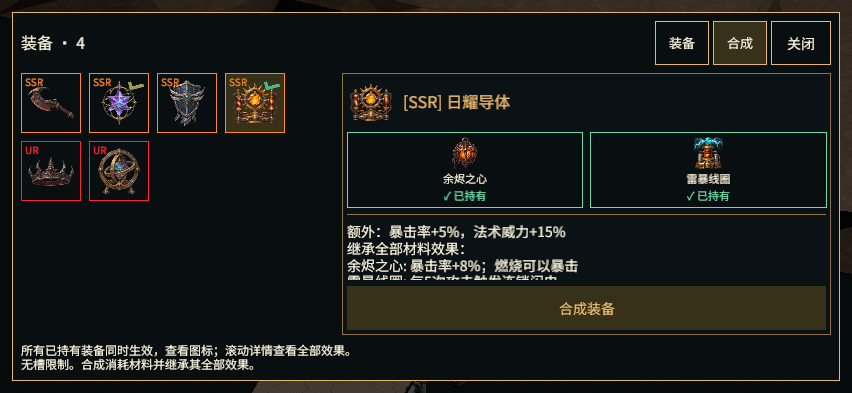 装备 · 4
装备
合成
关闭
SSR
SSR
SSR
SSR
UR
UR
[SSR] 日耀导体
余烬之心
✓已持有
雷暴线圈
✓已持有
额外：暴击率+5%，法术威力+15%
继承全部材料效果：
余烬之心: 暴击率+8%；燃烧可以暴击
合成装备
所有已持有装备同时生效，查看图标；滚动详情查看全部效果。
无槽限制。合成消耗材料并继承其全部效果。